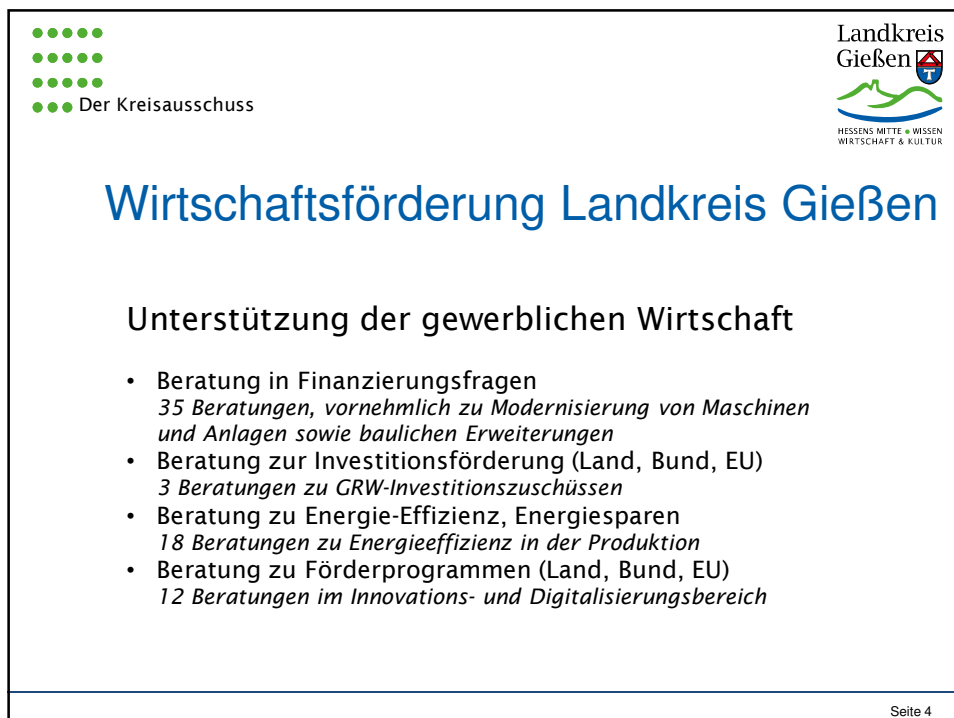 Der Kreisausschuss
Landkreis
Gießen
HESSENS MITTE • WISSEN
WIRTSCHAFT & KULTUR
Wirtschaftsförderung Landkreis Gießen
Unterstützung der gewerblichen Wirtschaft
• Beratung in Finanzierungsfragen
35 Beratungen, vornehmlich zu Modernisierung von Maschinen
und Anlagen sowie baulichen Erweiterungen
• Beratung zur Investitionsförderung (Land, Bund, EU)
3 Beratungen zu GRW-Investitionszuschüssen
• Beratung zu Energie-Effizienz, Energiesparen
18 Beratungen zu Energieeffizienz in der Produktion
• Beratung zu Förderprogrammen (Land, Bund, EU)
12 Beratungen im Innovations- und Digitalisierungsbereich
Seite 4